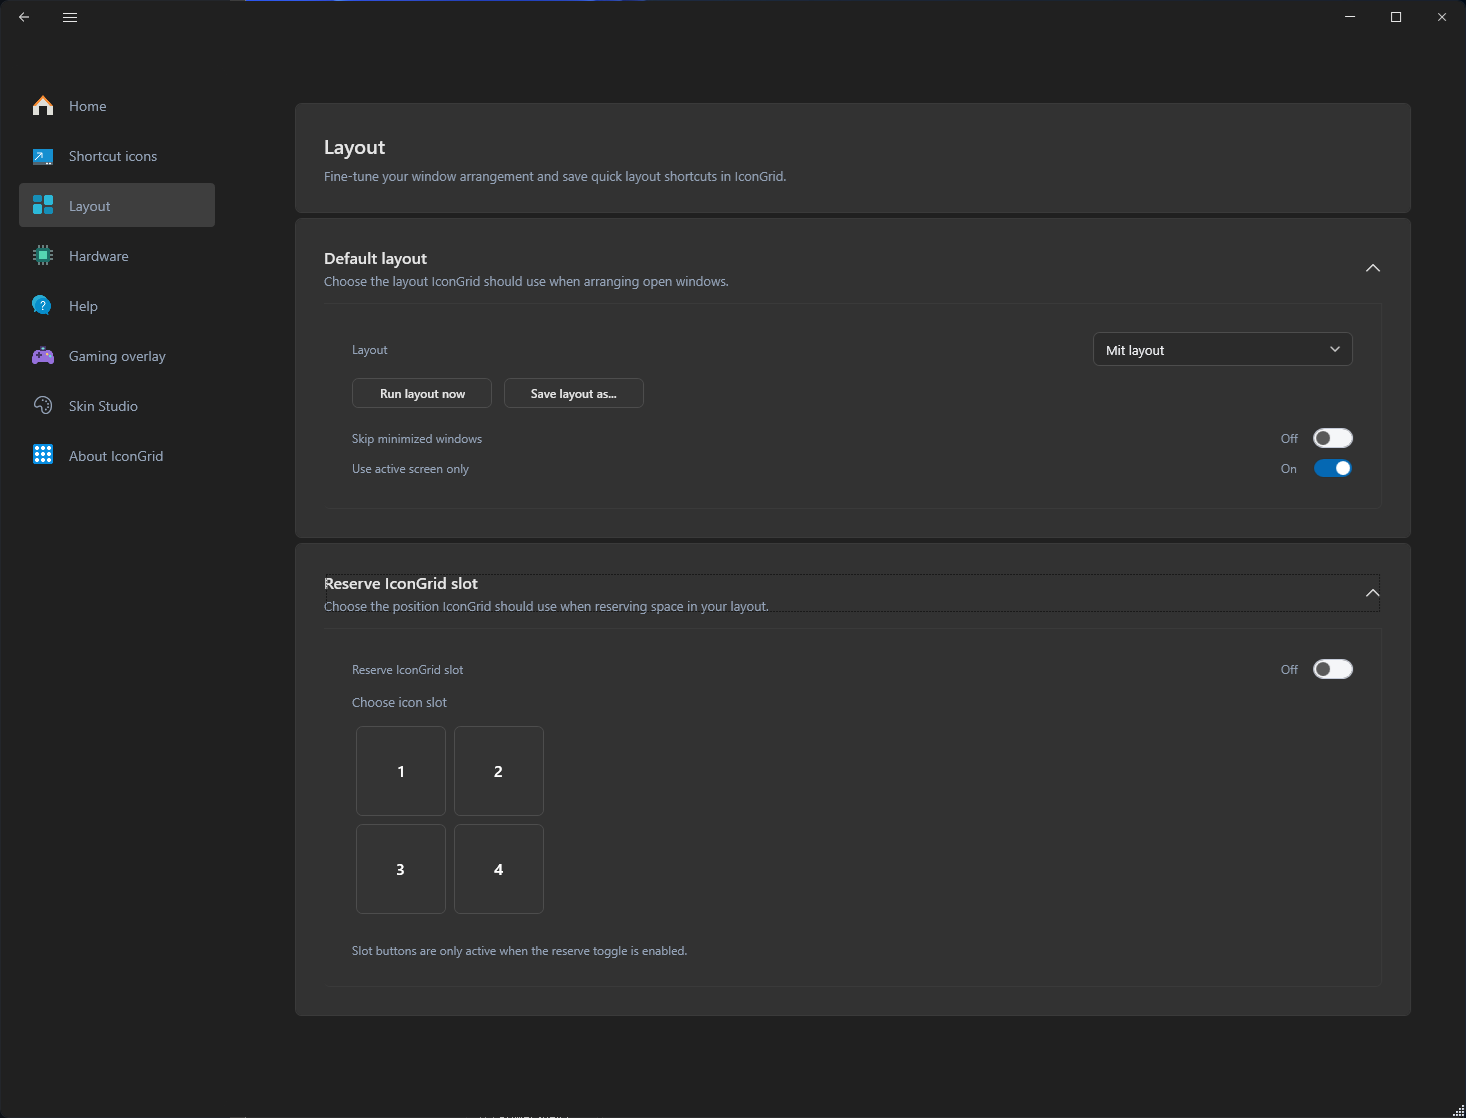 Home
Shortcut icons
Layout
Hardware
Help
Gaming overlay
Skin Studio
About IconGrid
Layout
Fine-tune your window arrangement and save quick layout shortcuts in IconGrid.
Default layout
Choose the layout IconGrid should use when arranging open windows.
Layout
Mit layout
Run layout now
Save layout as...
Skip minimized windows
Off
Use active screen only
On
Reserve IconGrid slot
Choose the position IconGrid should use when reserving space in your layout.
Reserve IconGrid slot
Off
Choose icon slot
1
2
3
4
Slot buttons are only active when the reserve toggle is enabled.